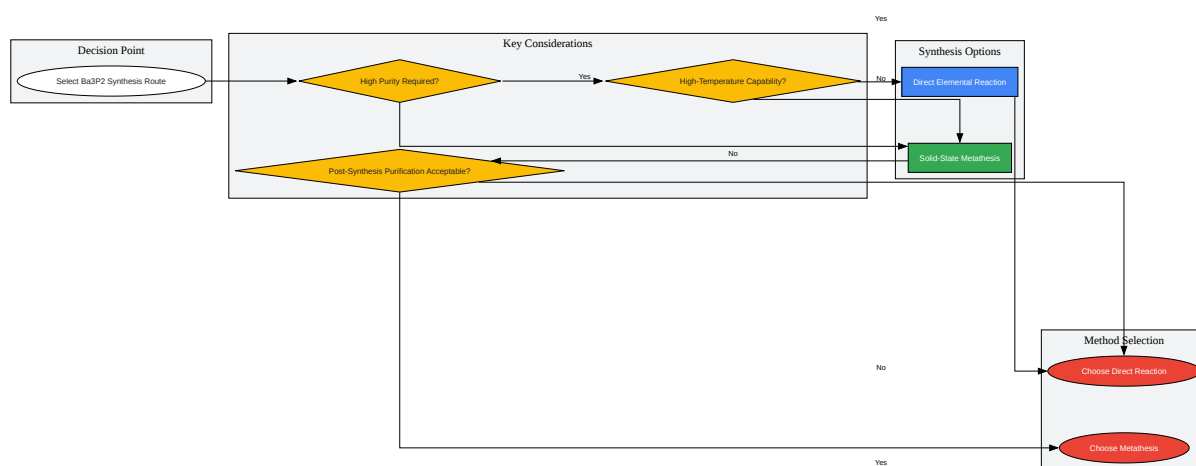 Yes
Decision Point
Key Considerations
Synthesis Options
Select Ba3P2 Synthesis Route
High Purity Required?
Yes
High-Temperature Capability?
No
Direct Elemental Reaction
No
Solid-State Metathesis
Post-Synthesis Purification Acceptable?
Method Selection
No
Choose Direct Reaction
Choose Metathesis
Yes